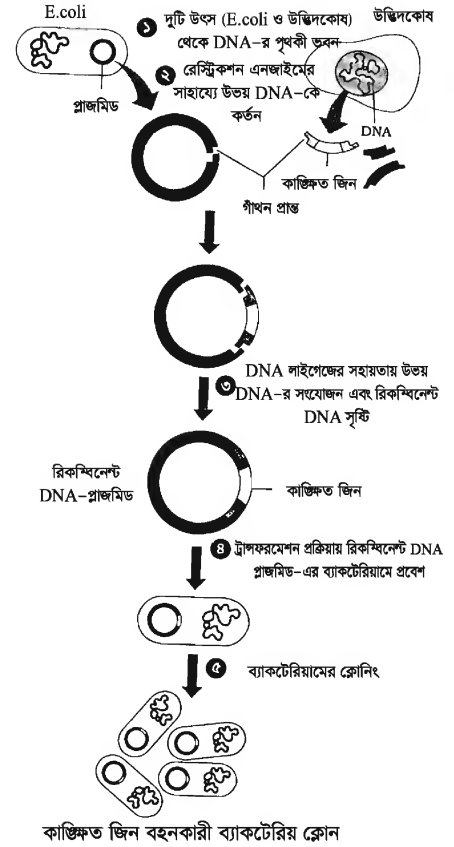 E.coli
১ দুটি উৎস (E.coli ও উদ্ভিদকোষ) উদ্ভিদকোষ
থেকে DNA-র পৃথকী ভবন
২ রেস্ট্রিকশন এনজাইমের
সাহায্যে উভয় DNA-কে
কর্তন
প্লাজমিড
DNA
কাঙ্ক্ষিত জিন
গাঁথন প্রান্ত
DNA লাইগেজের সহায়তায় উভয়
৩ DNA-র সংযোজন এবং রিকম্বিনেন্ট
DNA সৃষ্টি
রিকম্বিনেন্ট
DNA-প্লাজমিড
কাঙ্ক্ষিত জিন
৪ ট্রান্সফরমেশন প্রক্রিয়ায় রিকম্বিনেন্ট DNA
প্লাজমিড-এর ব্যাকটেরিয়ামে প্রবেশ
৫ ব্যাকটেরিয়ামের ক্লোনিং
কাঙ্ক্ষিত জিন বহনকারী ব্যাকটেরিয় ক্লোন